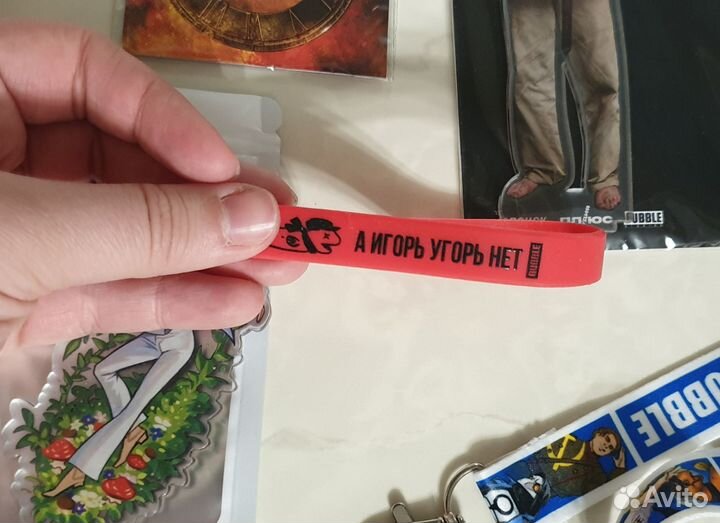 А ИГОРЬ УГОРЬ НЕТ
BUBBLE
ПЛЮС
BUBBLE
UBBLE
Avito